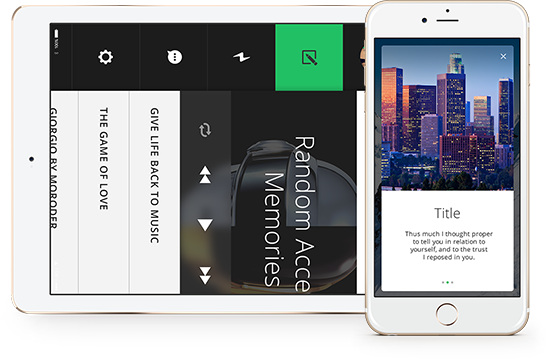 100%
Random Acce
Memories
GIVE LIFE BACK TO MUSIC
THE GAME OF LOVE
GIORGIO BY MORODER
Title
Thus much I thought proper
to tell you in relation to
yourself, and to the trust
I reposed in you.